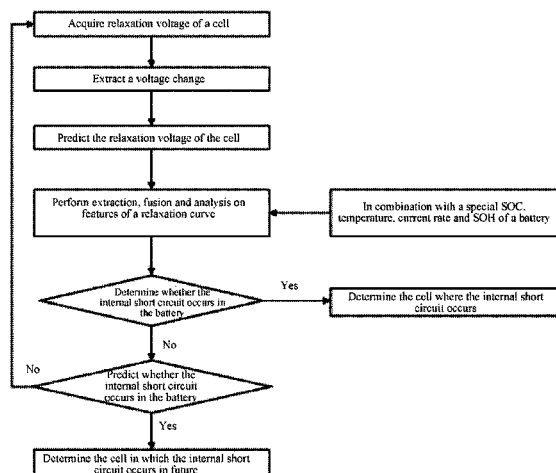 Acquire relaxation voltage of a cell
Extract a voltage change
Predict the relaxation voltage of the cell
Perform extraction, fusion and analysis on
features of a relaxation curve
In combination with a special SOC,
temperature, current rate and SOH of a battery
Determine whether the
internal short circuit occurs in
the battery
Yes
Determine the cell where the internal short
circuit occurs
No
No
Predict whether the
internal short circuit
occurs in the battery
Yes
Determine the cell in which the internal short
circuit occurs in future